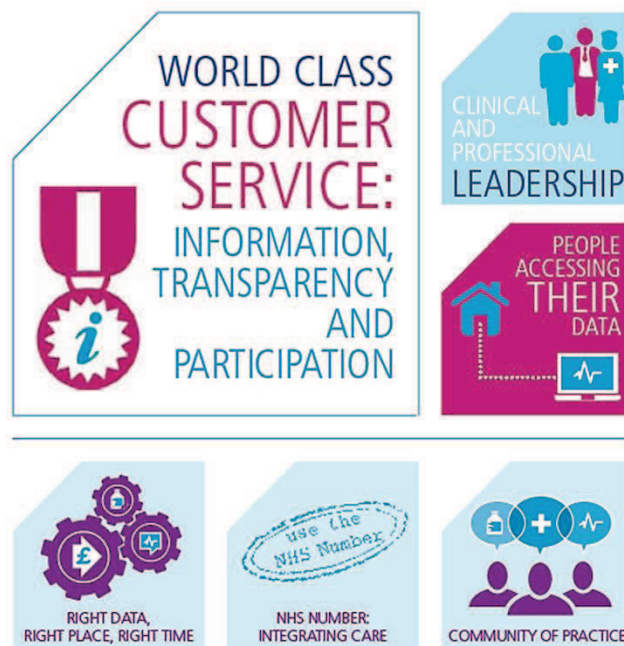 WORLD CLASS
CUSTOMER
SERVICE:
INFORMATION,
TRANSPARENCY
AND
PARTICIPATION
i
CLINICAL
AND
PROFESSIONAL
LEADERSHIP
PEOPLE
ACCESSING
THEIR
DATA
£
RIGHT DATA,
RIGHT PLACE, RIGHT TIME
use the
NHS Number
NHS NUMBER:
INTEGRATING CARE
COMMUNITY OF PRACTICE